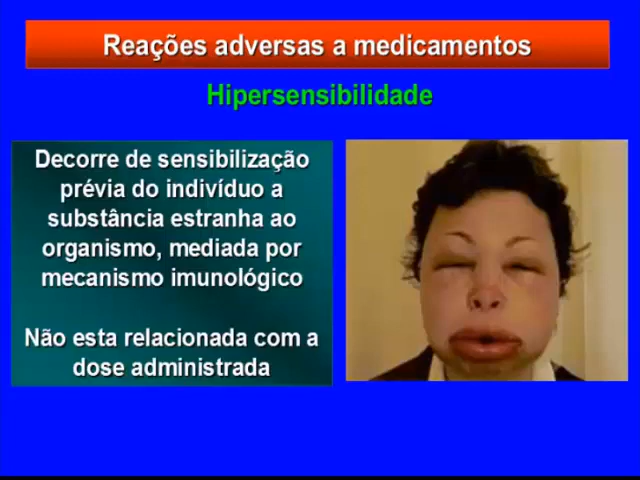 Reações adversas a medicamentos
Hipersensibilidade
Decorre de sensibilização
prévia do indivíduo a
substância estranha ao
organismo, mediada por
mecanismo imunológico
Não esta relacionada com a
dose administrada